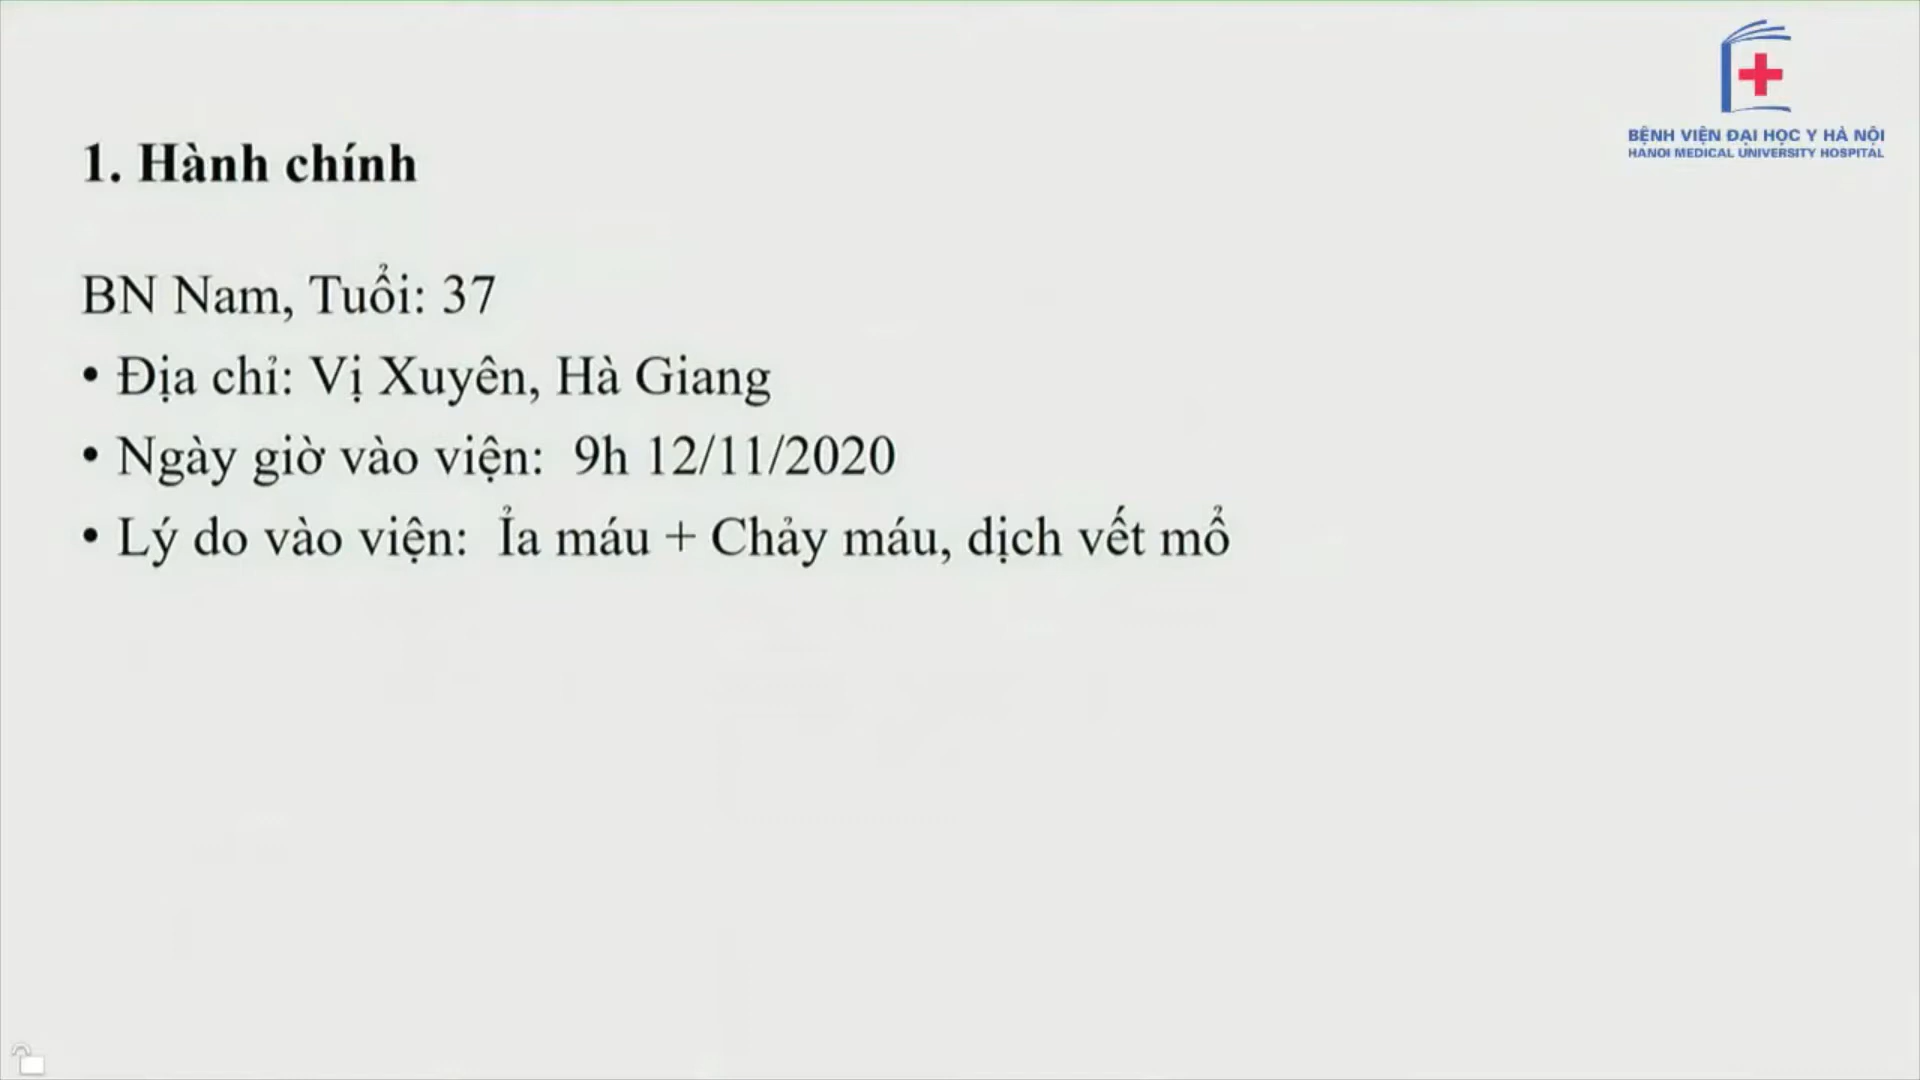 BỆNH VIỆN ĐẠI HỌC Y HÀ NỘI
HANOI MEDICAL UNIVERSITY HOSPITAL
1. Hành chính
BN Nam, Tuổi: 37
• Địa chỉ: Vị Xuyên, Hà Giang
• Ngày giờ vào viện: 9h 12/11/2020
• Lý do vào viện: Ỉa máu + Chảy máu, dịch vết mổ